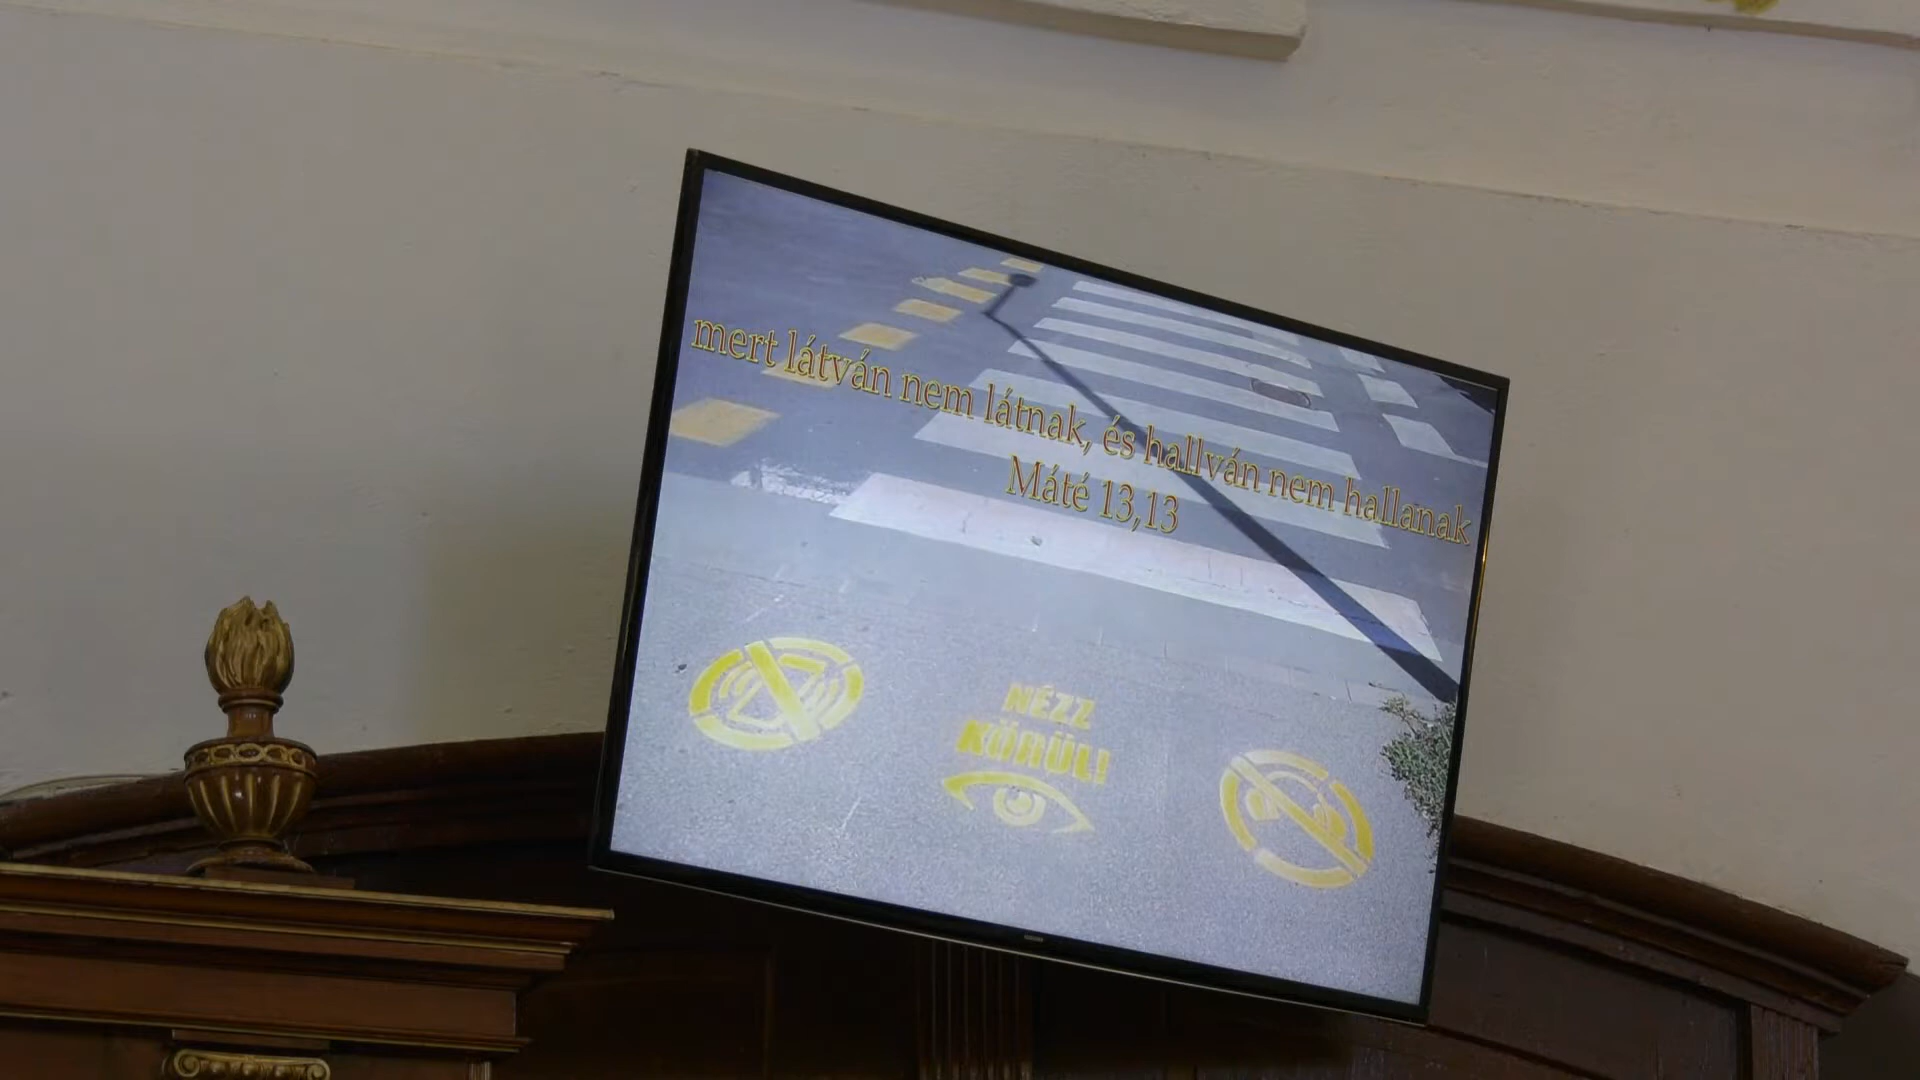 mert látván nem látnak, és hallván nem hallanak
Máté 13,13
NÉZZ
KÖRÜL!